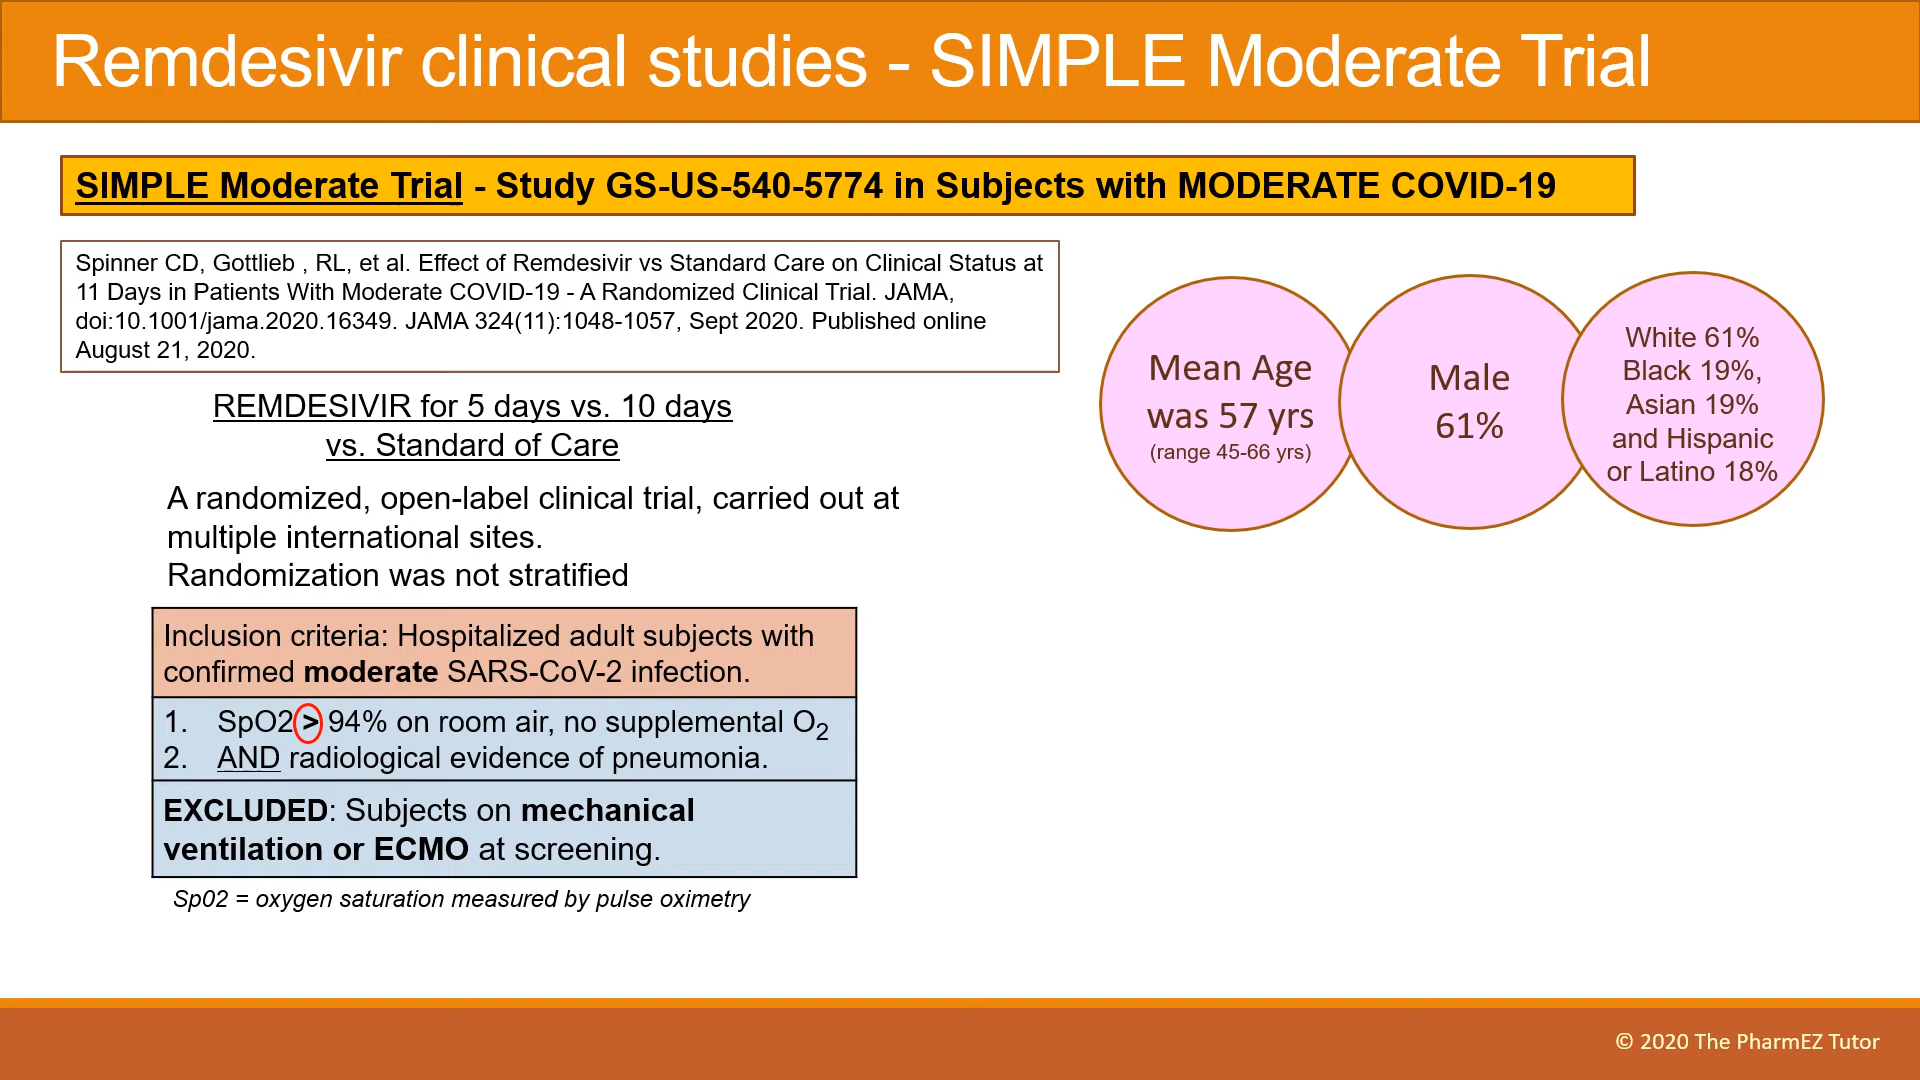 Remdesivir clinical studies - SIMPLE Moderate Trial
SIMPLE Moderate Trial - Study GS-US-540-5774 in Subjects with MODERATE COVID-19
Spinner CD, Gottlieb , RL, et al. Effect of Remdesivir vs Standard Care on Clinical Status at
11 Days in Patients With Moderate COVID-19 - A Randomized Clinical Trial. JAMA,
doi:10.1001/jama.2020.16349. JAMA 324(11):1048-1057, Sept 2020. Published online
August 21, 2020.
REMDESIVIR for 5 days vs. 10 days
vs. Standard of Care
A randomized, open-label clinical trial, carried out at
multiple international sites.
Randomization was not stratified
Inclusion criteria: Hospitalized adult subjects with
confirmed moderate SARS-CoV-2 infection.
1. SpO2 > 94% on room air, no supplemental O2
2. AND radiological evidence of pneumonia.
EXCLUDED: Subjects on mechanical
ventilation or ECMO at screening.
Sp02 = oxygen saturation measured by pulse oximetry
Mean Age
was 57 yrs
(range 45-66 yrs)
Male
61%
White 61%
Black 19%,
Asian 19%
and Hispanic
or Latino 18%
© 2020 The PharmEZ Tutor